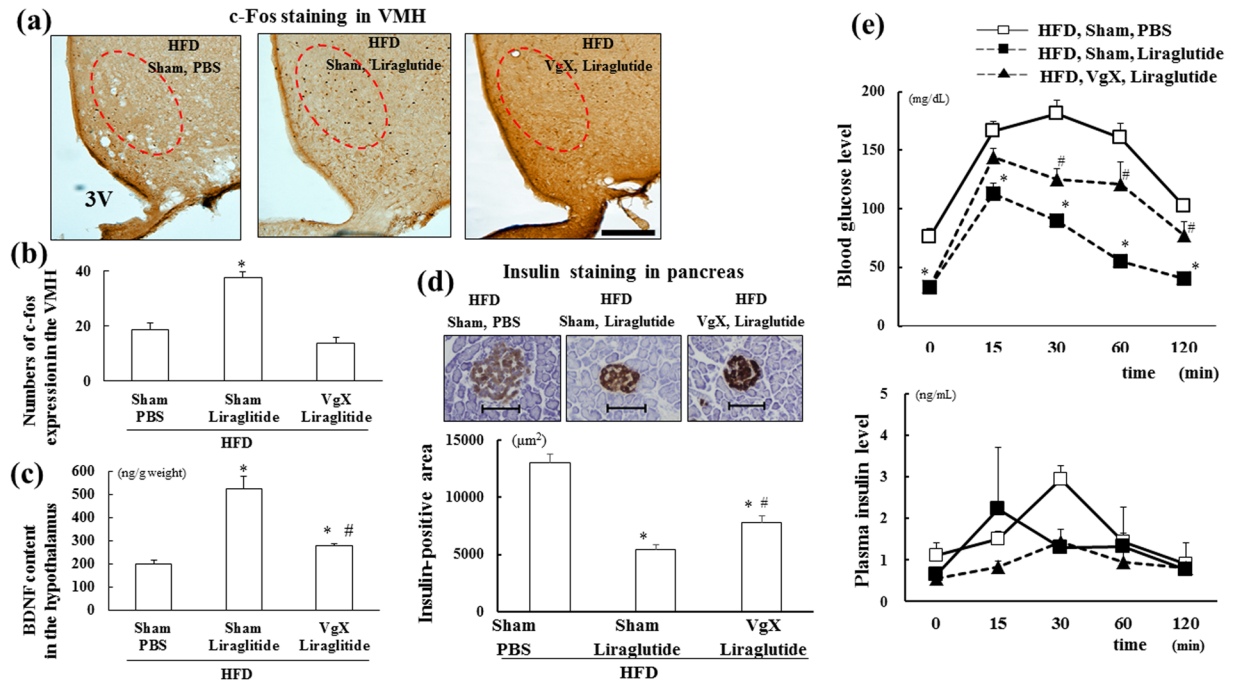 (a)
c-Fos staining in VMH
HFD
Sham, PBS
3V
HFD
Sham, Liraglutide
HFD
VgX, Liraglutide
(b)
Numbers of c-fos
expression in the VMH
40
20
0
Sham
PBS
Sham
Liraglitide
VgX
Liraglitide
*
HFD
(c)
BDNF content
in the hypothalamus
(ng/g weight)
600
500
400
300
200
100
0
*
* #
Sham
PBS
Sham
Liraglitide
VgX
Liraglitide
HFD
(d)
Insulin staining in pancreas
HFD
Sham, PBS
HFD
Sham, Liraglutide
HFD
VgX, Liraglutide
Insulin-positive area
(μm²)
15000
10000
5000
0
*
* #
Sham
PBS
Sham
Liraglutide
VgX
Liraglutide
HFD
(e)
HFD, Sham, PBS
HFD, Sham, Liraglutide
HFD, VgX, Liraglutide
Blood glucose level
(mg/dL)
200
150
100
50
0
*
*
#
*
#
*
#
*
0
15
30
60
120
time
(min)
Plasma insulin level
(ng/mL)
5
4
3
2
1
0
0
15
30
60
120
time
(min)